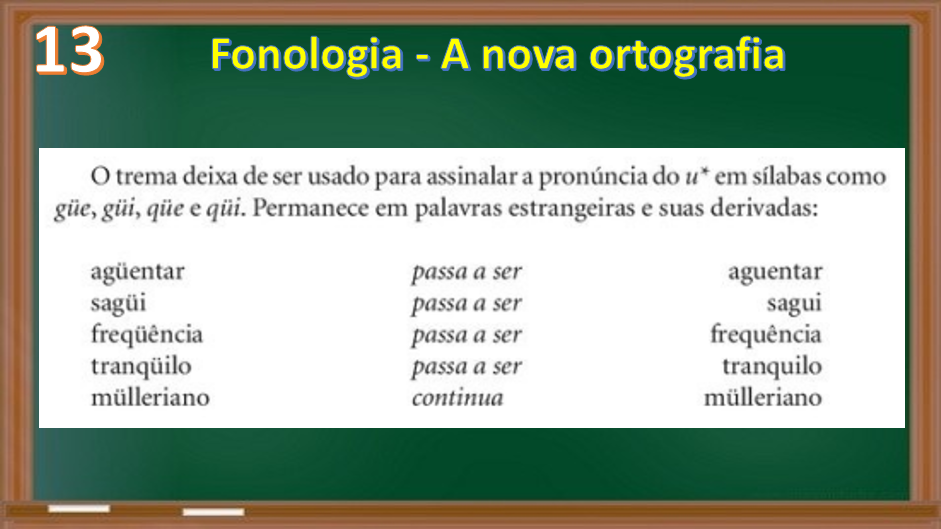 13
Fonologia - A nova ortografia
O trema deixa de ser usado para assinalar a pronúncia do u* em sílabas como
güe, güi, qüe e qüi. Permanece em palavras estrangeiras e suas derivadas:
agüentar passa a ser aguentar
sagüi passa a ser sagui
freqüência passa a ser frequência
tranqüilo passa a ser tranquilo
mülleriano continua mülleriano